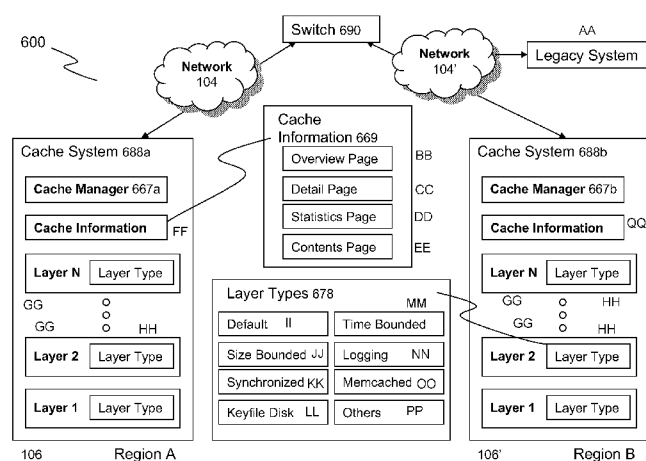 600
Switch 690
AA
Legacy System
Network
104
Network
104'
Cache System 688a
Cache Manager 667a
Cache Information
FF
Layer N
Layer Type
GG
GG
HH
Layer 2
Layer Type
Layer 1
Layer Type
106
Region A
Cache
Information 669
Overview Page
BB
Detail Page
CC
Statistics Page
DD
Contents Page
EE
Layer Types 678
MM
Default II
Time Bounded
Size Bounded JJ
Logging NN
Synchronized KK
Memcached OO
Keyfile Disk LL
Others PP
Cache System 688b
Cache Manager 667b
Cache Information
QQ
Layer N
Layer Type
GG
HH
GG
HH
Layer 2
Layer Type
Layer 1
Layer Type
106'
Region B